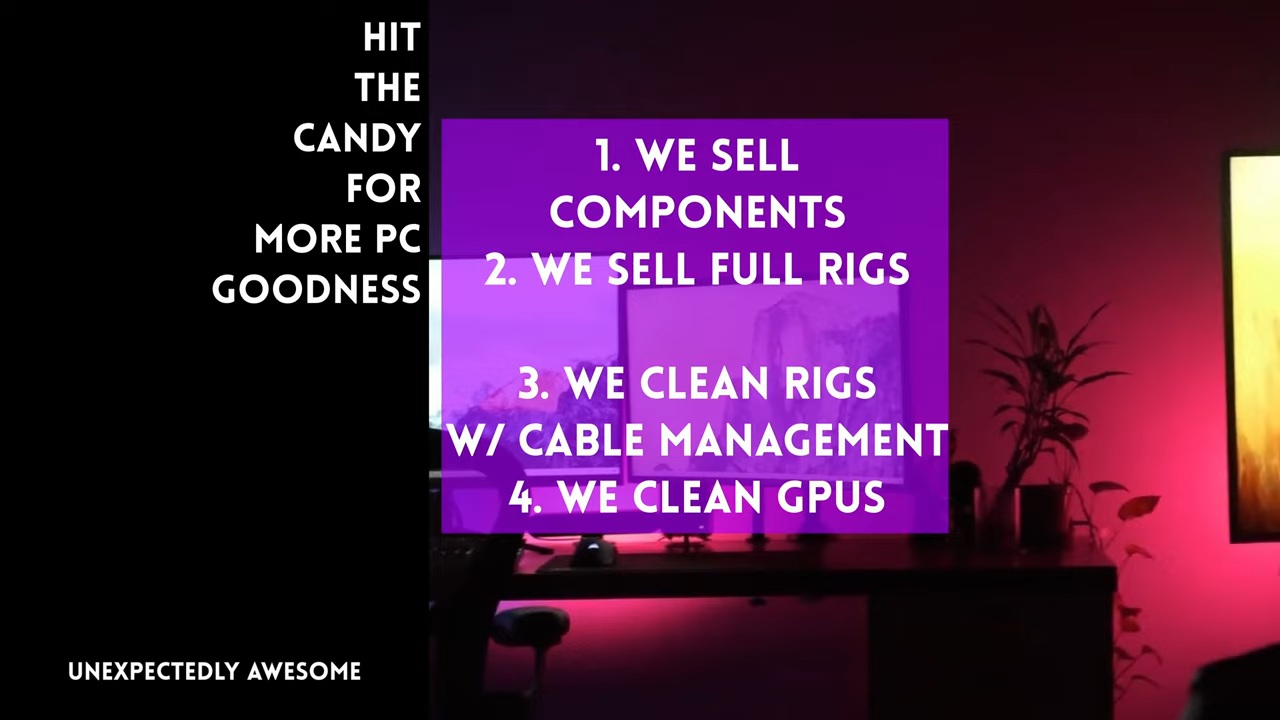 HIT
THE
CANDY
FOR
MORE PC
GOODNESS
1. WE SELL
COMPONENTS
2. WE SELL FULL RIGS
3. WE CLEAN RIGS
W/ CABLE MANAGEMENT
4. WE CLEAN GPUS
UNEXPECTEDLY AWESOME